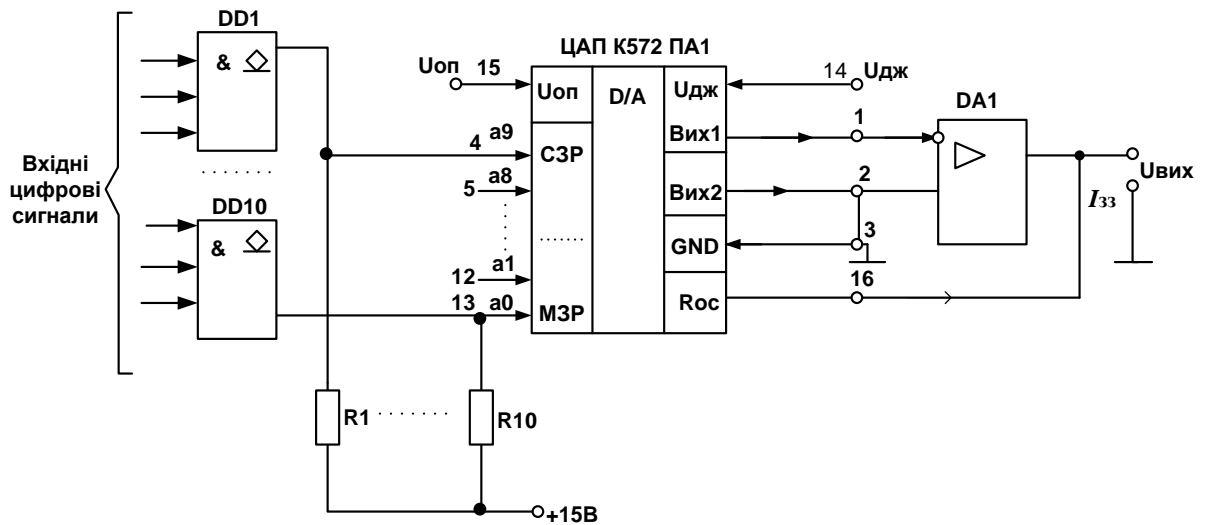 DD1
&
Вхідні
цифрові
сигнали
DD10
&
ЦАП К572 ПА1
Uоп
15
Uоп
D/A
Uдж
14
Uдж
4
a9
СЗР
5
a8
12
a1
13
a0
МЗР
Вих1
1
Вих2
2
GND
3
Roc
16
DA1
Uвих
Iзз
R1
R10
+15В